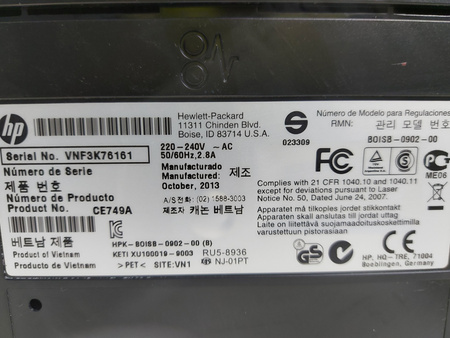 hp
Hewlett-Packard
11311 Chinden Blvd.
Boise, ID 83714 U.S.A.
Serial No. VNF3K76161
220-240V ~ AC
50/60Hz, 2.8A
Número de Serie
제품 번호
Número de Producto
Product No. CE749A
Manufacturado
Manufactured 제조
October, 2013
A/S전화: (02) 1588-3003
제조자 캐논 베트남
베트남 제품
Product of Vietnam
Producto de Vietnam
HPK-BOISB-0902-00 (B)
KETI XU100019-9003 RU5-8936
>PET< SITE:VN1 NJ-01PT
S
023309
Número de Modelo para Regulaciones
RMN: 관리 모델 번호
BOISB-0902-00
FC
ME06
Complies with 21 CFR 1040.10 and 1040.11
except for deviations pursuant to Laser
Notice No. 50, Dated June 24, 2007.
Apparatet må tilkoples jordet stikkontakt
Apparaten skall anslutas till jordat uttag
Laite on liitettävä suojamaadoituskoskettimilla
varustettuun pistorasiaan
GS
N
CE
HP, HQ-TRE, 71004
Boeblingen, Germany